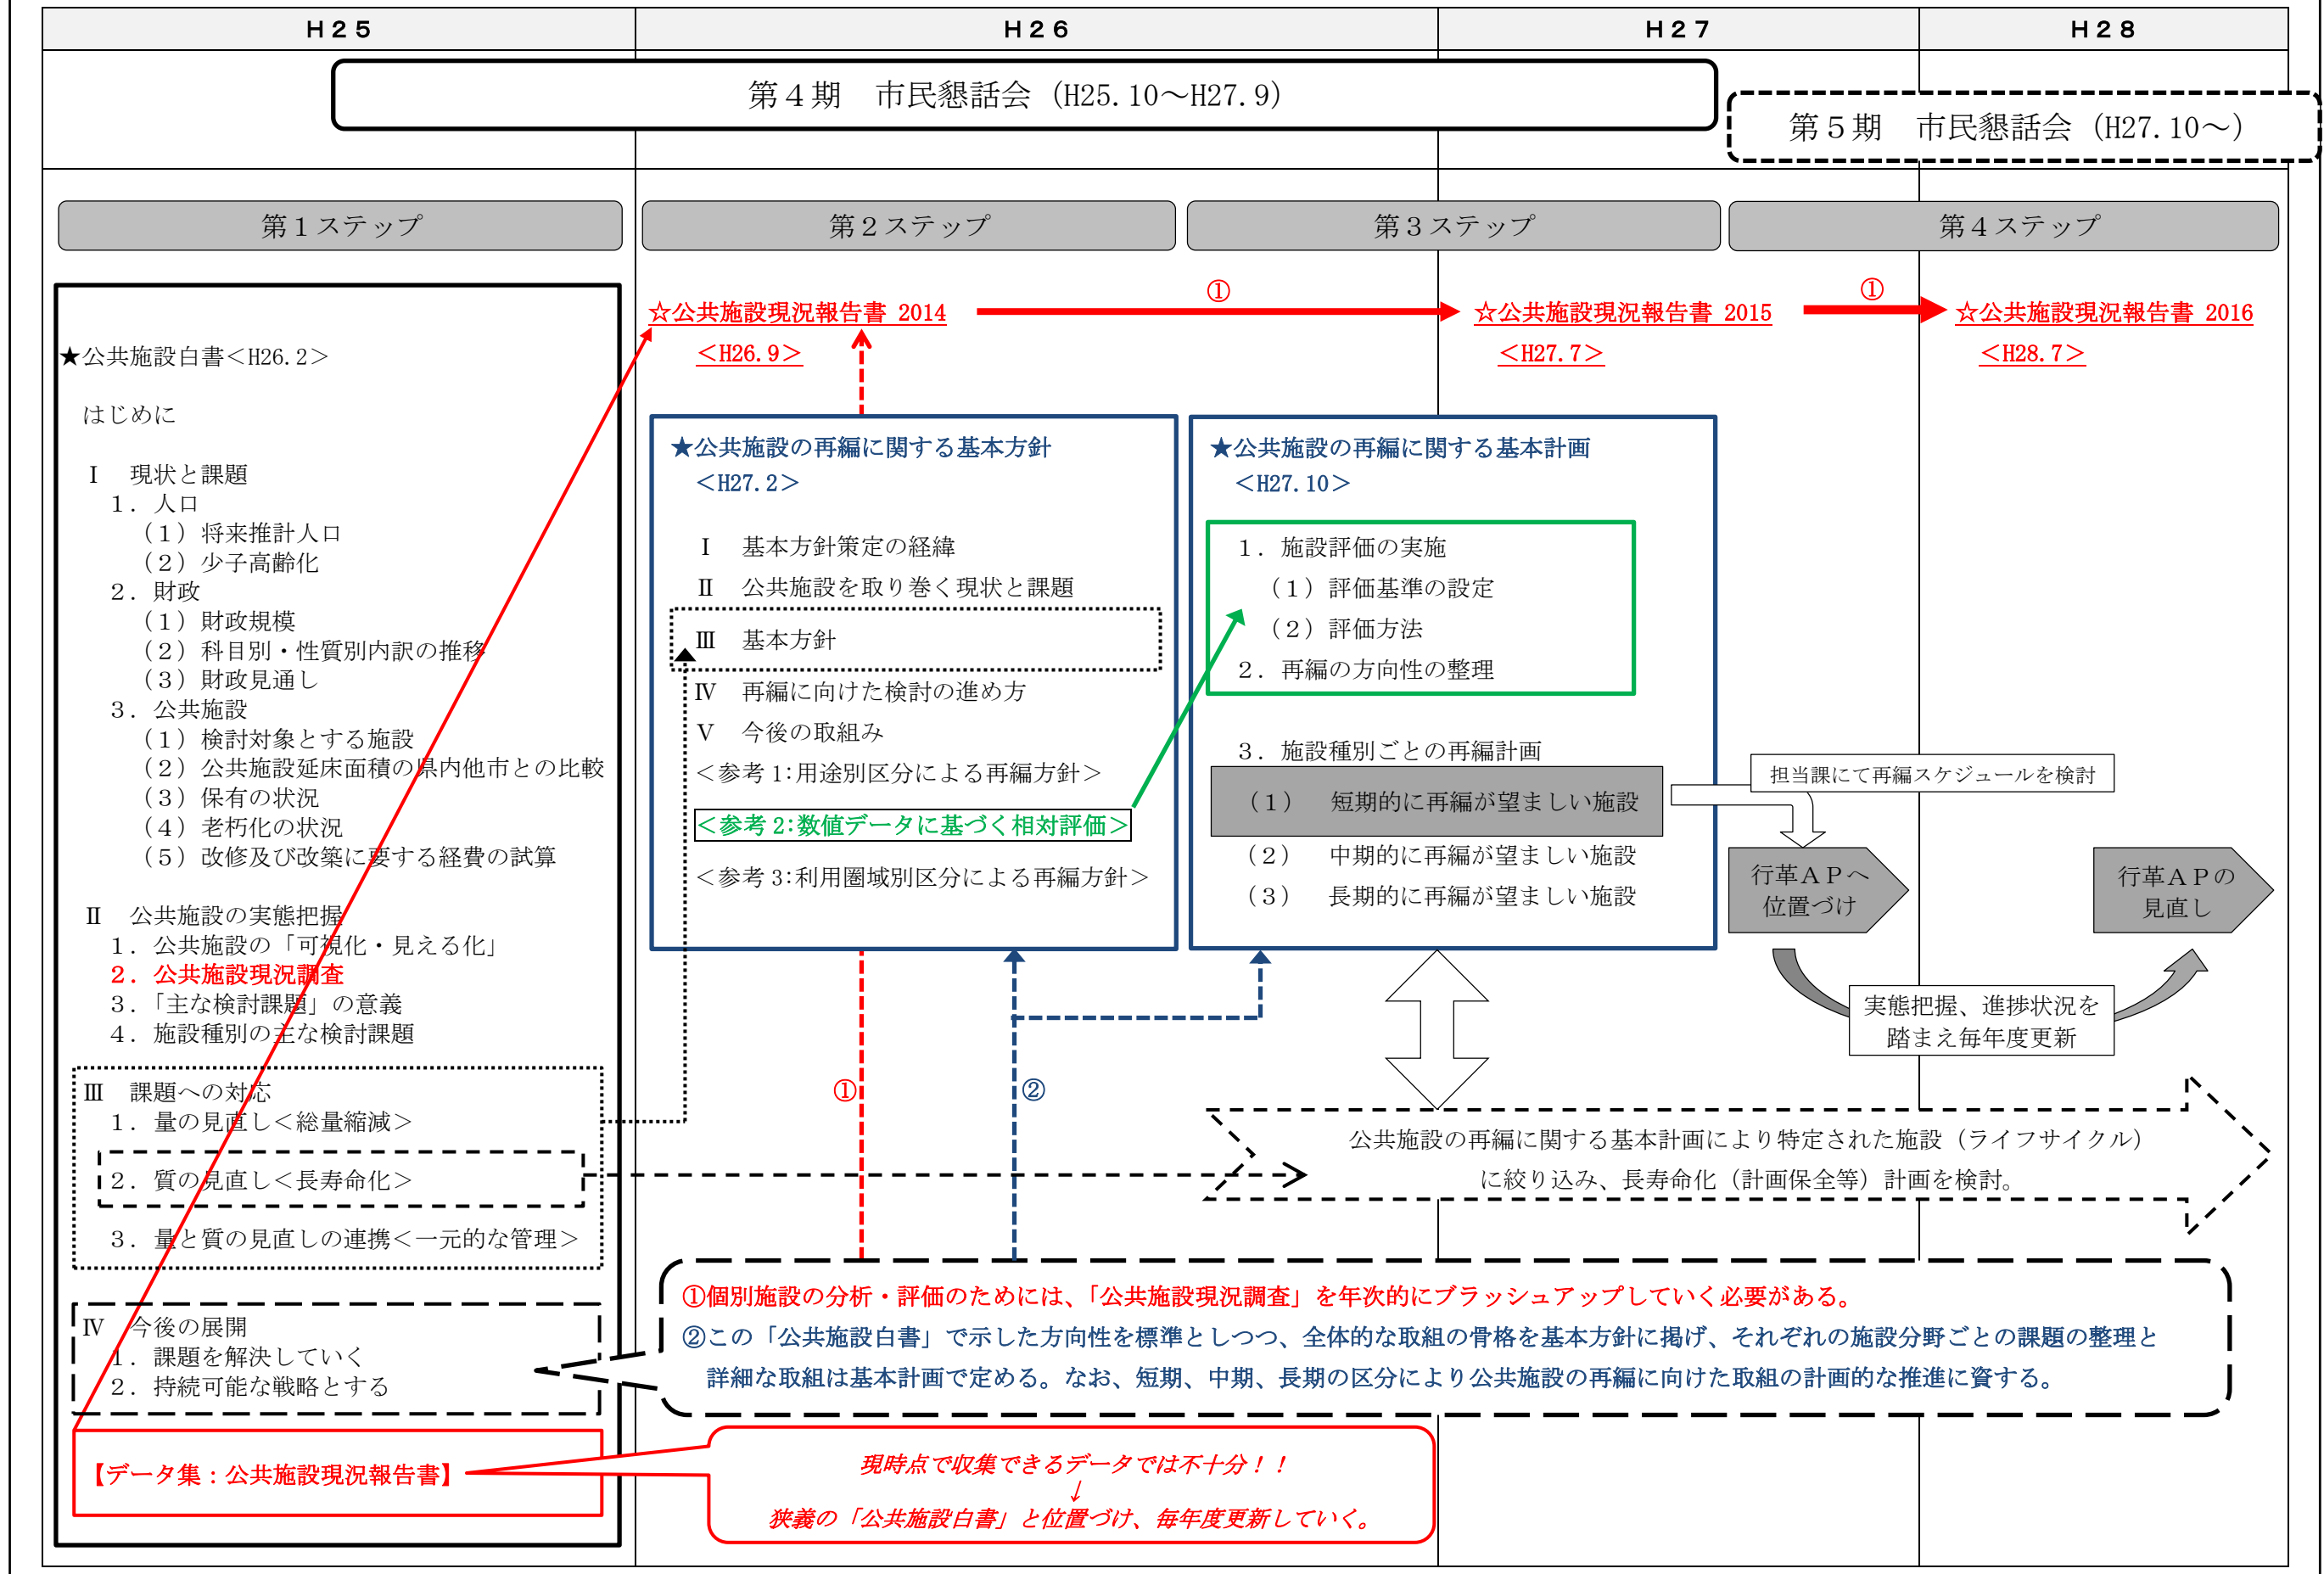 Ｈ２５
Ｈ２６
Ｈ２７
Ｈ２８
第４期　市民懇話会（H25.10～H27.9）
第５期　市民懇話会（H27.10～）
第１ステップ
第２ステップ
第３ステップ
第４ステップ
★公共施設白書＜H26.2＞
はじめに
Ⅰ　現状と課題
１．人口
（１）将来推計人口
（２）少子高齢化
２．財政
（１）財政規模
（２）科目別・性質別内訳の推移
（３）財政見通し
３．公共施設
（１）検討対象とする施設
（２）公共施設延床面積の県内他市との比較
（３）保有の状況
（４）老朽化の状況
（５）改修及び改築に要する経費の試算
Ⅱ　公共施設の実態把握
１．公共施設の「可視化・見える化」
２．公共施設現況調査
３．「主な検討課題」の意義
４．施設種別の主な検討課題
Ⅲ　課題への対応
１．量の見直し＜総量縮減＞
２．質の見直し＜長寿命化＞
３．量と質の見直しの連携＜一元的な管理＞
Ⅳ　今後の展開
１．課題を解決していく
２．持続可能な戦略とする
【データ集：公共施設現況報告書】
☆公共施設現況報告書 2014
＜H26.9＞
①
☆公共施設現況報告書 2015
＜H27.7＞
①
☆公共施設現況報告書 2016
＜H28.7＞
★公共施設の再編に関する基本方針
＜H27.2＞
Ⅰ　基本方針策定の経緯
Ⅱ　公共施設を取り巻く現状と課題
Ⅲ　基本方針
Ⅳ　再編に向けた検討の進め方
Ⅴ　今後の取組み
＜参考 1：用途別区分による再編方針＞
＜参考 2：数値データに基づく相対評価＞
＜参考 3：利用圏域別区分による再編方針＞
★公共施設の再編に関する基本計画
＜H27.10＞
１．施設評価の実施
（１）評価基準の設定
（２）評価方法
２．再編の方向性の整理
３．施設種別ごとの再編計画
（１）　短期的に再編が望ましい施設
（２）　中期的に再編が望ましい施設
（３）　長期的に再編が望ましい施設
担当課にて再編スケジュールを検討
行革ＡＰへ
位置づけ
行革ＡＰの
見直し
実態把握、進捗状況を
踏まえ毎年度更新
①
②
公共施設の再編に関する基本計画により特定された施設（ライフサイクル）
に絞り込み、長寿命化（計画保全等）計画を検討。
①個別施設の分析・評価のためには、「公共施設現況調査」を年次的にブラッシュアップしていく必要がある。
②この「公共施設白書」で示した方向性を標準としつつ、全体的な取組の骨格を基本方針に掲げ、それぞれの施設分野ごとの課題の整理と
詳細な取組は基本計画で定める。なお、短期、中期、長期の区分により公共施設の再編に向けた取組の計画的な推進に資する。
現時点で収集できるデータでは不十分！！
↓
狭義の「公共施設白書」と位置づけ、毎年度更新していく。